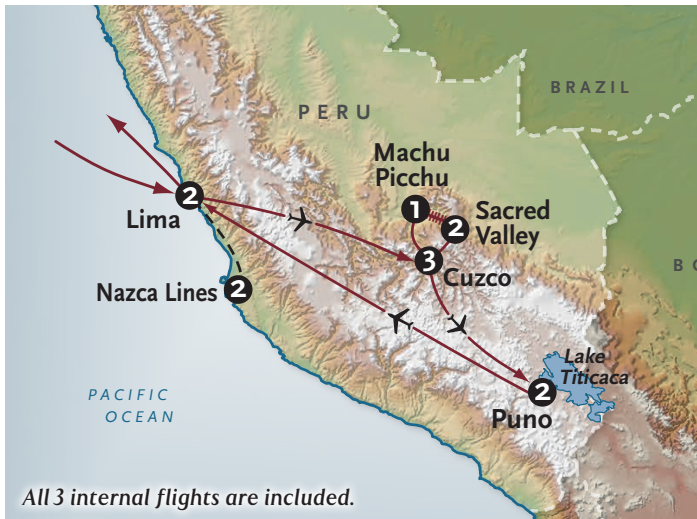 BRAZIL
PERU
Machu
Picchu
1
2
Sacred
Valley
2
Lima
3
Cuzco
BO
Nazca Lines 2
Lake
Titicaca
PACIFIC
OCEAN
2
Puno
All 3 internal flights are included.